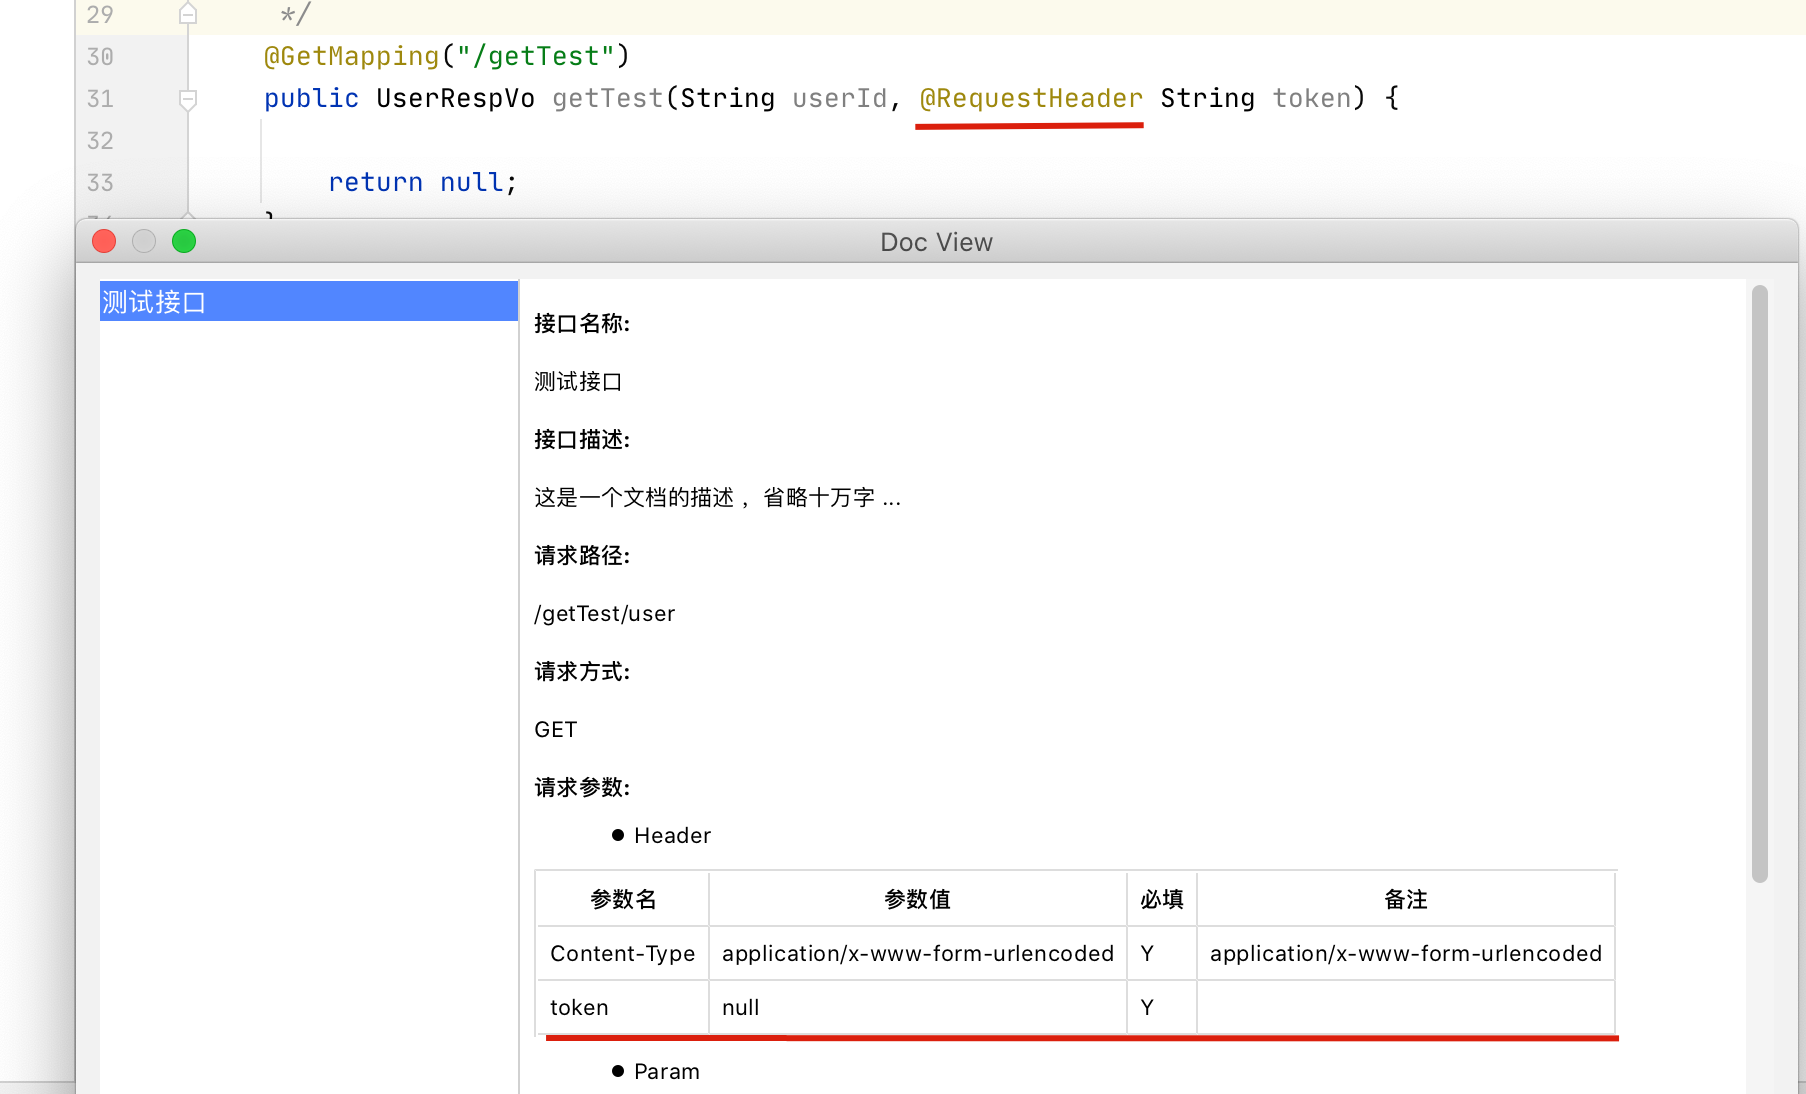 29 */
30 @GetMapping("/getTest")
31 public UserRespVo getTest(String userId, @RequestHeader String token) {
32
33 return null;
Doc View
测试接口
接口名称:
测试接口
接口描述:
这是一个文档的描述，省略十万字 ...
请求路径:
/getTest/user
请求方式:
GET
请求参数:
● Header
参数名 参数值 必填 备注
Content-Type application/x-www-form-urlencoded Y application/x-www-form-urlencoded
token null Y
● Param